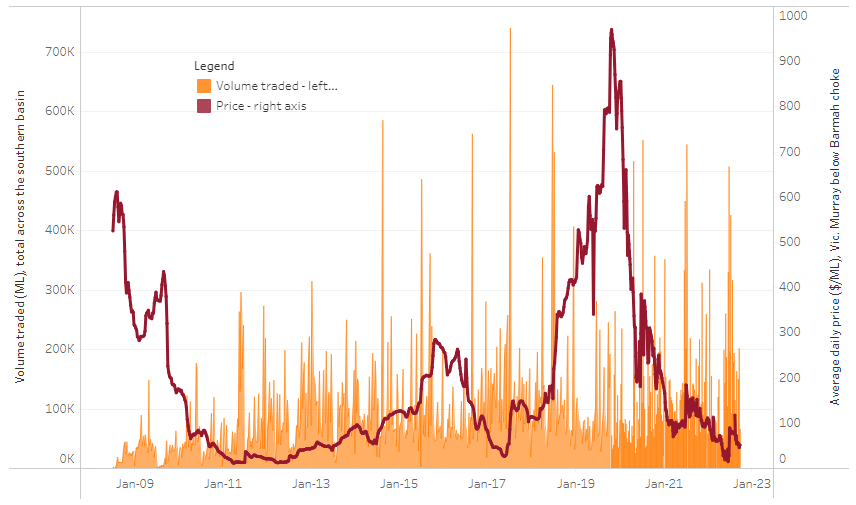 Volume traded (ML), total across the southern basin
700K
600K
500K
400K
300K
200K
100K
0K
Legend
Volume traded - left...
Price - right axis
1000
900
800
700
600
500
400
300
200
100
0
Average daily price ($/ML), Vic. Murray below Barmah choke
Jan-09
Jan-11
Jan-13
Jan-15
Jan-17
Jan-19
Jan-21
Jan-23